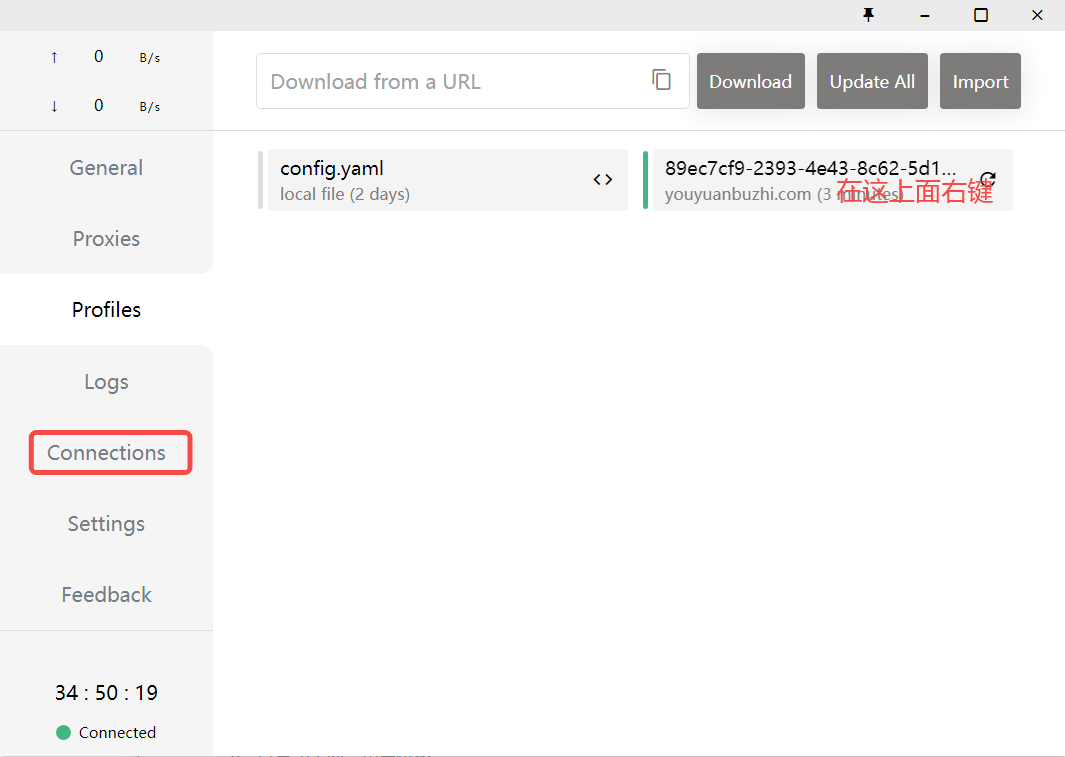 ↑ 0 B/s
↓ 0 B/s
General
Proxies
Profiles
Logs
Connections
Settings
Feedback
34 : 50 : 19
Connected
Download from a URL
Download
Update All
Import
config.yaml
local file (2 days)
89ec7cf9-2393-4e43-8c62-5d1...
youyuanbuzhi.com (3 minutes)
在这上面右键